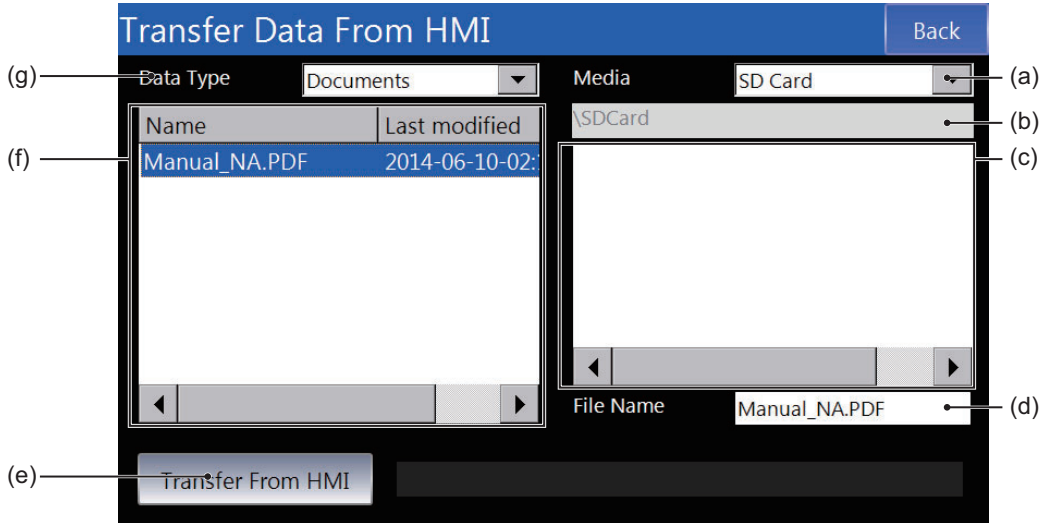 Transfer Data From HMI
Back
(g)
Data Type
Documents
Media
SD Card
(a)
\SDCard
(b)
Name
Last modified
(f)
Manual_NA.PDF
2014-06-10-02:
(c)
File Name
Manual_NA.PDF
(d)
(e)
Transfer From HMI